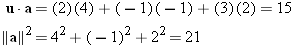 u · a = (2)(4) + (−1)(−1) + (3)(2) = 15
‖a‖² = 4² + (−1)² + 2² = 21